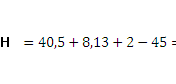 H = 40,5 + 8,13 + 2 − 45 =